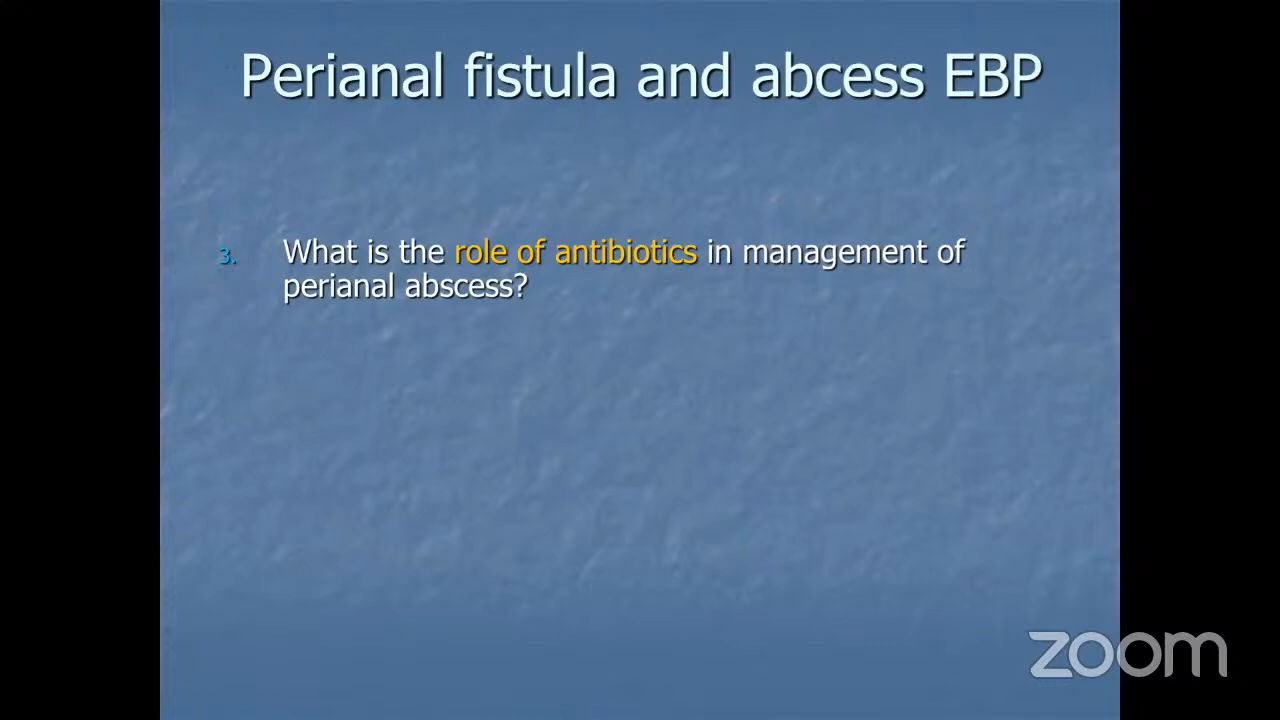 Perianal fistula and abcess EBP
3. What is the role of antibiotics in management of
perianal abscess?
zoom